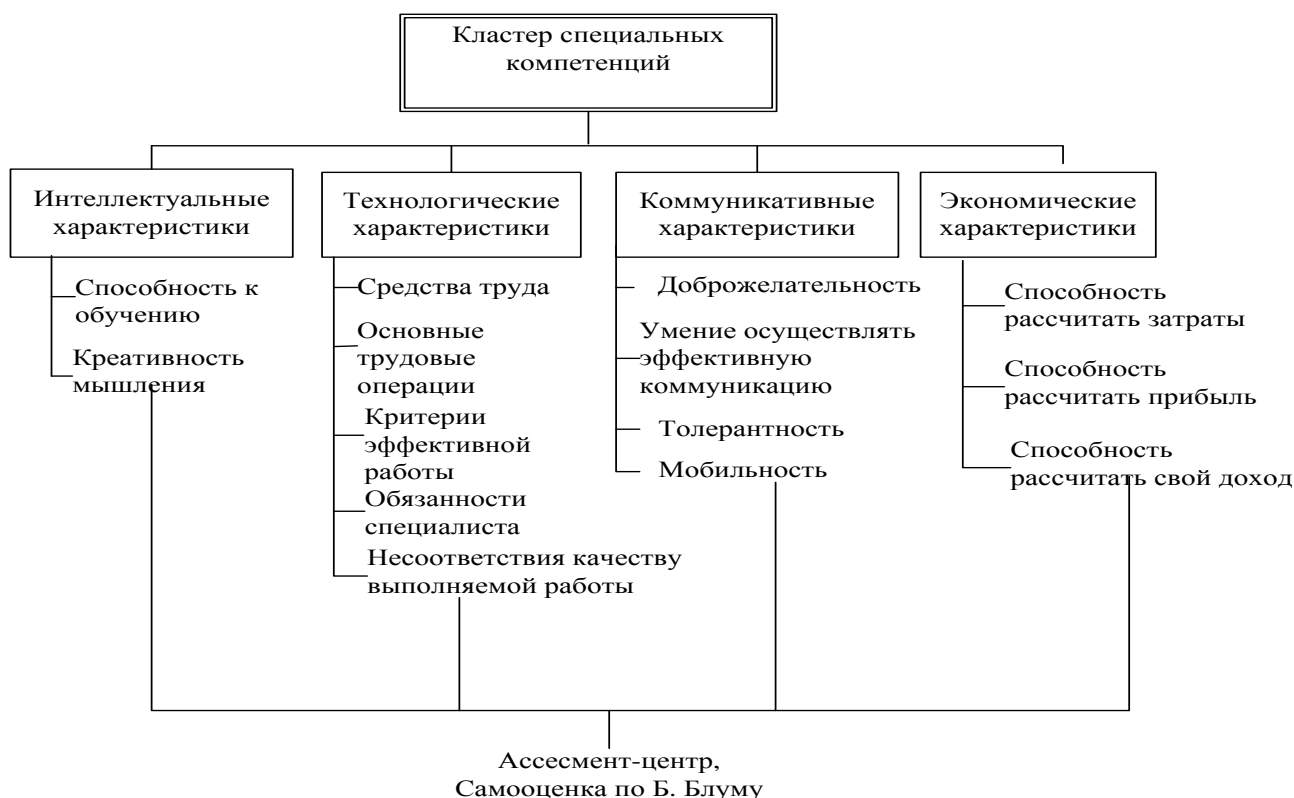 Кластер специальных
компетенций
Интеллектуальные
характеристики
Способность к
обучению
Креативность
мышления
Технологические
характеристики
Средства труда
Основные
трудовые
операции
Критерии
эффективной
работы
Обязанности
специалиста
Несоответствия качеству
выполняемой работы
Коммуникативные
характеристики
Доброжелательность
Умение осуществлять
эффективную
коммуникацию
Толерантность
Мобильность
Экономические
характеристики
Способность
рассчитать затраты
Способность
рассчитать прибыль
Способность
рассчитать свой доход
Ассесмент-центр,
Самооценка по Б. Блуму